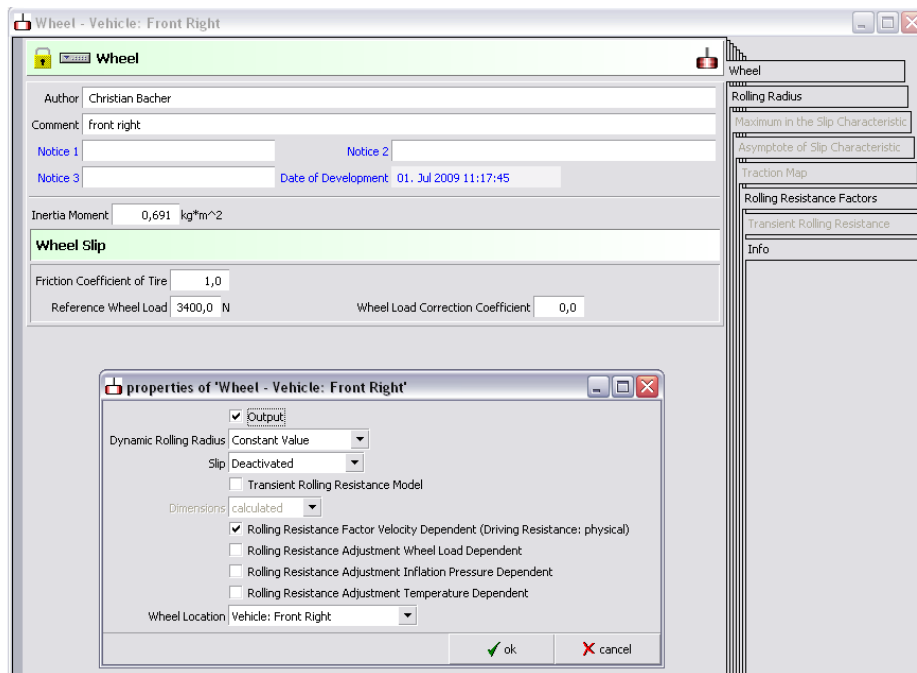 Wheel - Vehicle: Front Right
Wheel
Author Christian Bacher
Comment front right
Notice 1 Notice 2
Notice 3 Date of Development 01. Jul 2009 11:17:45
Inertia Moment 0,691 kg*m^2
Wheel Slip
Friction Coefficient of Tire 1,0
Reference Wheel Load 3400,0 N Wheel Load Correction Coefficient 0,0
Wheel
Rolling Radius
Maximum in the Slip Characteristic
Asymptote of Slip Characteristic
Traction Map
Rolling Resistance Factors
Transient Rolling Resistance
Info
properties of 'Wheel - Vehicle: Front Right'
Output
Dynamic Rolling Radius Constant Value
Slip Deactivated
Transient Rolling Resistance Model
Dimensions calculated
Rolling Resistance Factor Velocity Dependent (Driving Resistance: physical)
Rolling Resistance Adjustment Wheel Load Dependent
Rolling Resistance Adjustment Inflation Pressure Dependent
Rolling Resistance Adjustment Temperature Dependent
Wheel Location Vehicle: Front Right
ok cancel